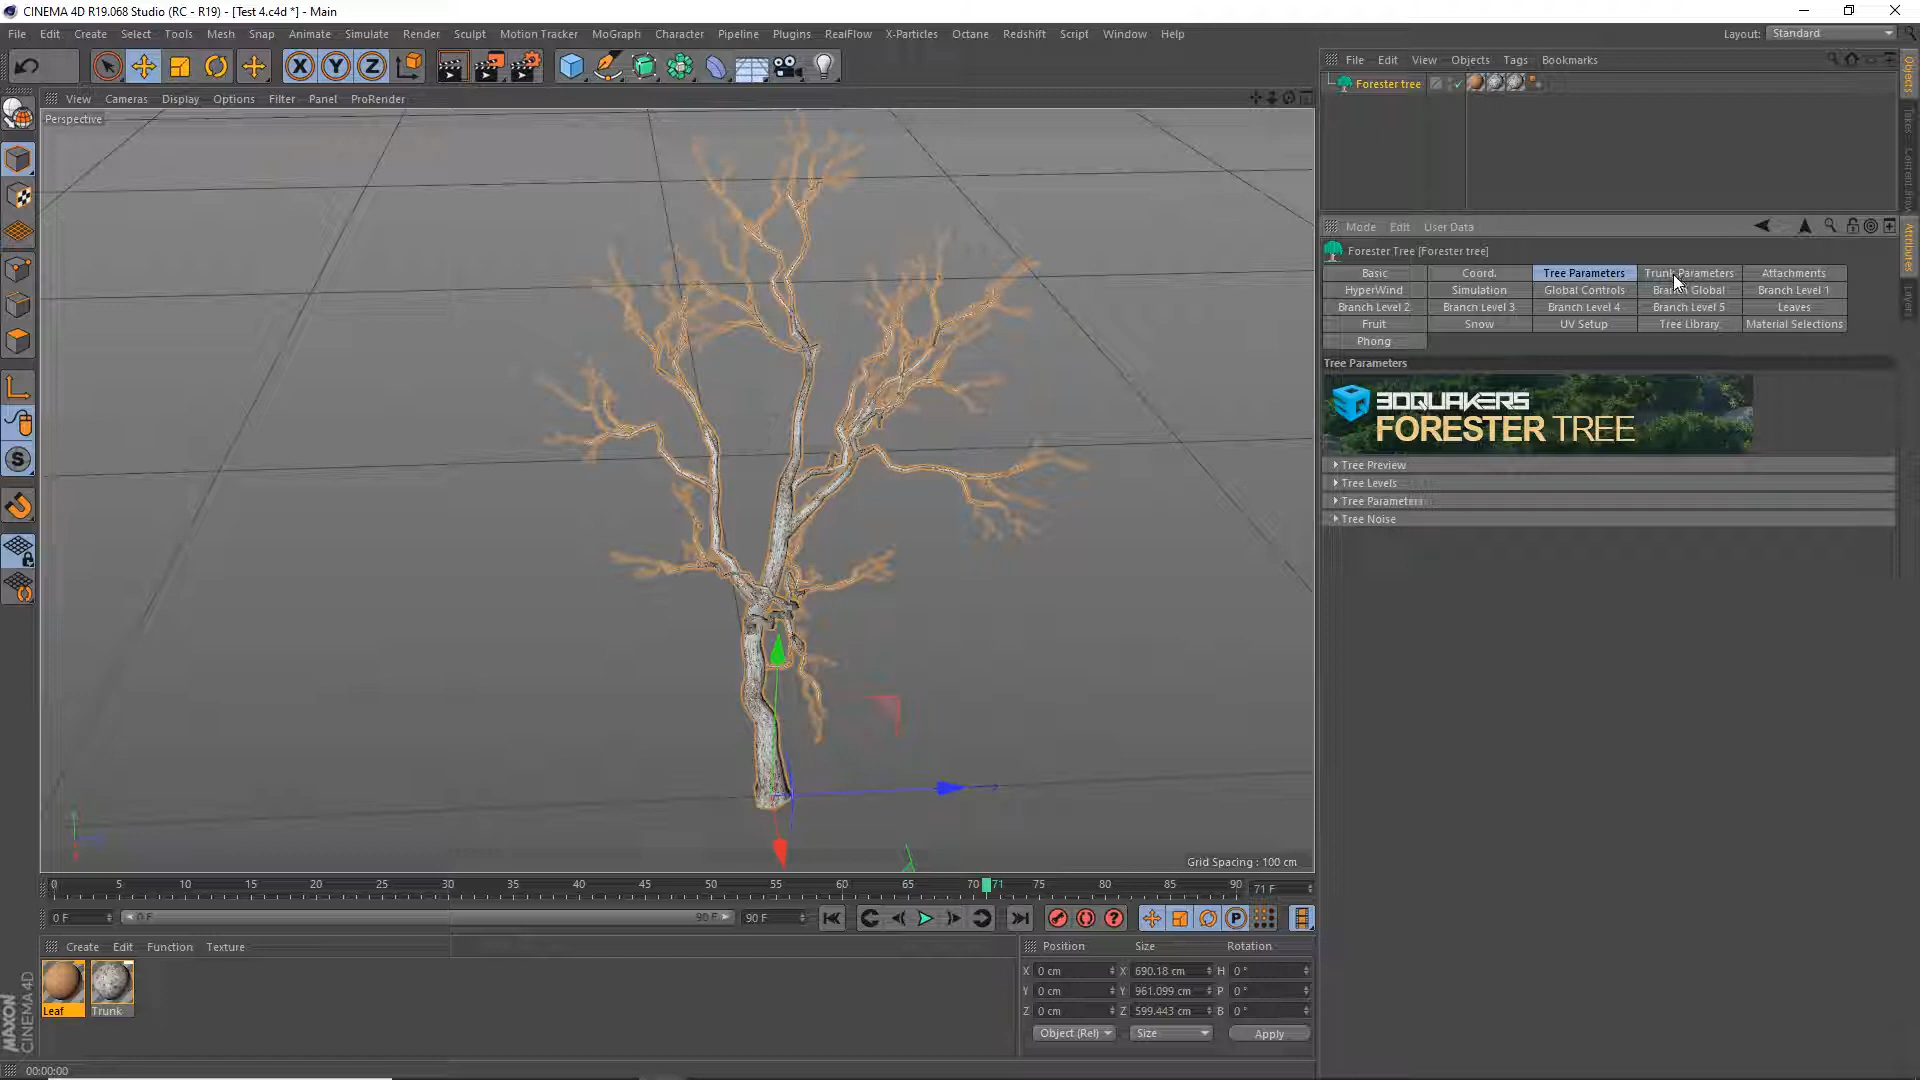 CINEMA 4D R19.068 Studio (RC - R19) - [Test 4.c4d *] - Main
File Edit Create Select Tools Mesh Snap Animate Simulate Render Sculpt Motion Tracker MoGraph Character Pipeline Plugins RealFlow X-Particles Octane Redshift Script Window Help
Layout: Standard
View Cameras Display Options Filter Panel ProRender
Perspective
Grid Spacing : 100 cm
File Edit View Objects Tags Bookmarks
Forester tree
Objects
Takes
Mode Edit User Data
Attributes
Layers
Forester Tree [Forester tree]
Basic Coord. Tree Parameters Trunk Parameters Attachments
HyperWind Simulation Global Controls Branch Global Branch Level 1
Branch Level 2 Branch Level 3 Branch Level 4 Branch Level 5 Leaves
Fruit Snow UV Setup Tree Library Material Selections
Phong
Tree Parameters
3DQUAKERS
FORESTER TREE
Tree Preview
Tree Levels
Tree Parameters
Tree Noise
0 5 10 15 20 25 30 35 40 45 50 55 60 65 70 71 75 80 85 90 71 F
0 F 0 F 90 F 90 F
Create Edit Function Texture
Leaf Trunk
Position Size Rotation
X 0 cm X 690.18 cm H 0 °
Y 0 cm Y 961.099 cm P 0 °
Z 0 cm Z 599.443 cm B 0 °
Object (Rel) Size Apply
MAXON
CINEMA 4D
00:00:00